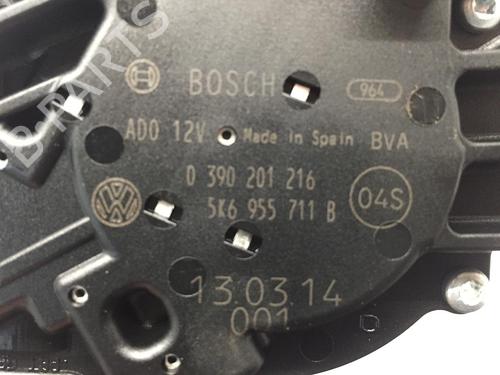 BOSCH
964
ADO 12V Made in Spain BVA
0 390 201 216
5K6 955 711 B
04S
13.03.14
001
B-PARTS